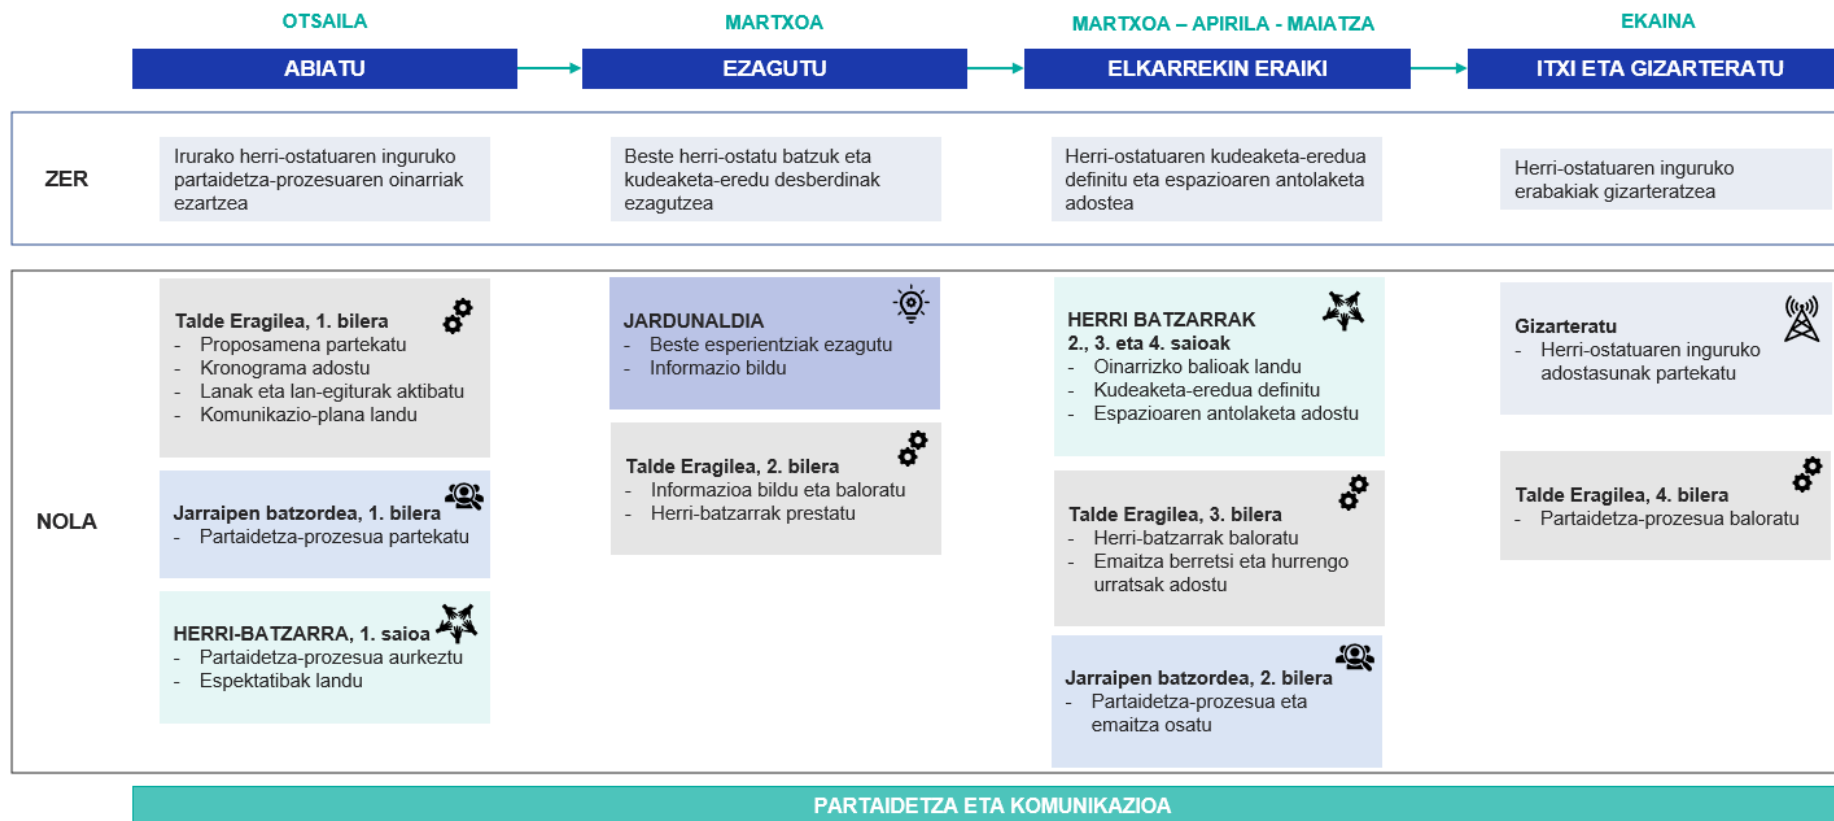 OTSAILA
MARTXOA
MARTXOA – APIRILA - MAIATZA
EKAINA
ABIATU
EZAGUTU
ELKARREKIN ERAIKI
ITXI ETA GIZARTERATU
ZER
Irurako herri-ostatuaren inguruko
partaidetza-prozesuaren oinarriak
ezartzea
Beste herri-ostatu batzuk eta
kudeaketa-eredu desberdinak
ezagutzea
Herri-ostatuaren kudeaketa-eredua
definitu eta espazioaren antolaketa
adostea
Herri-ostatuaren inguruko
erabakiak gizarteratzea
NOLA
Talde Eragilea, 1. bilera
- Proposamena partekatu
- Kronograma adostu
- Lanak eta lan-egiturak aktibatu
- Komunikazio-plana landu
Jarraipen batzordea, 1. bilera
- Partaidetza-prozesua partekatu
HERRI-BATZARRA, 1. saioa
- Partaidetza-prozesua aurkeztu
- Espektatibak landu
JARDUNALDIA
- Beste esperientziak ezagutu
- Informazio bildu
Talde Eragilea, 2. bilera
- Informazioa bildu eta baloratu
- Herri-batzarrak prestatu
HERRI BATZARRAK
2., 3. eta 4. saioak
- Oinarrizko balioak landu
- Kudeaketa-eredua definitu
- Espazioaren antolaketa adostu
Talde Eragilea, 3. bilera
- Herri-batzarrak baloratu
- Emaitza berretsi eta hurrengo
urratsak adostu
Jarraipen batzordea, 2. bilera
- Partaidetza-prozesua eta
emaitza osatu
Gizarteratu
- Herri-ostatuaren inguruko
adostasunak partekatu
Talde Eragilea, 4. bilera
- Partaidetza-prozesua baloratu
PARTAIDETZA ETA KOMUNIKAZIOA